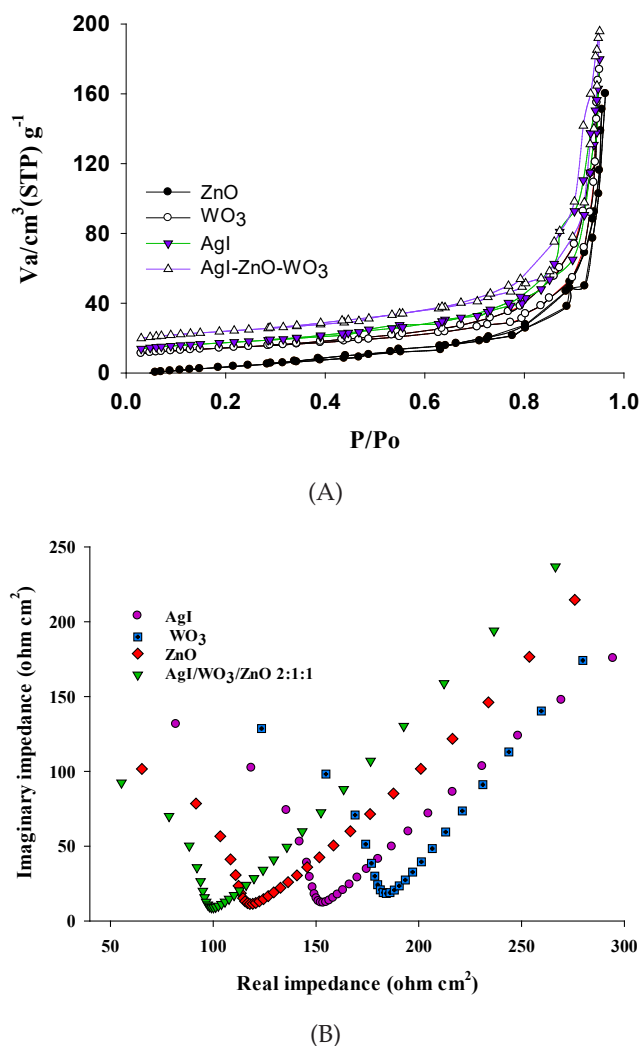 200
160
120
80
40
0
Va/cm³(STP) g⁻¹
ZnO
WO₃
AgI
AgI-ZnO-WO₃
0.0 0.2 0.4 0.6 0.8 1.0
P/Po
(A)
250
200
150
100
50
0
Imaginary impedance (ohm cm²)
AgI
WO₃
ZnO
AgI/WO₃/ZnO 2:1:1
50 100 150 200 250 300
Real impedance (ohm cm²)
(B)